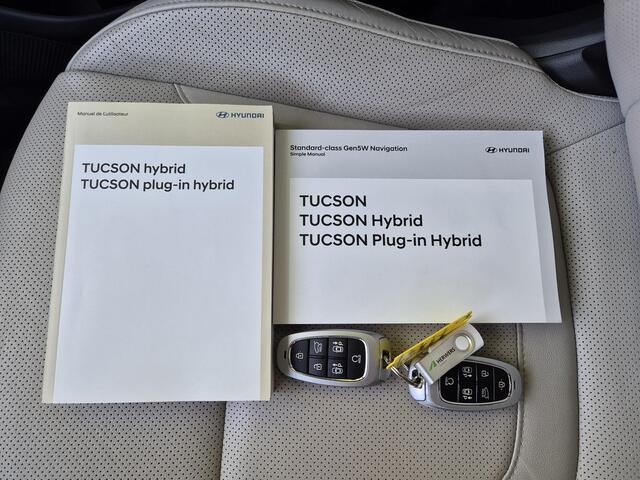 Manuel de L'utilisateur
HYUNDAI
TUCSON hybrid
TUCSON plug-in hybrid
Standard-class Gen5W Navigation
Simple Manual
HYUNDAI
TUCSON
TUCSON Hybrid
TUCSON Plug-in Hybrid